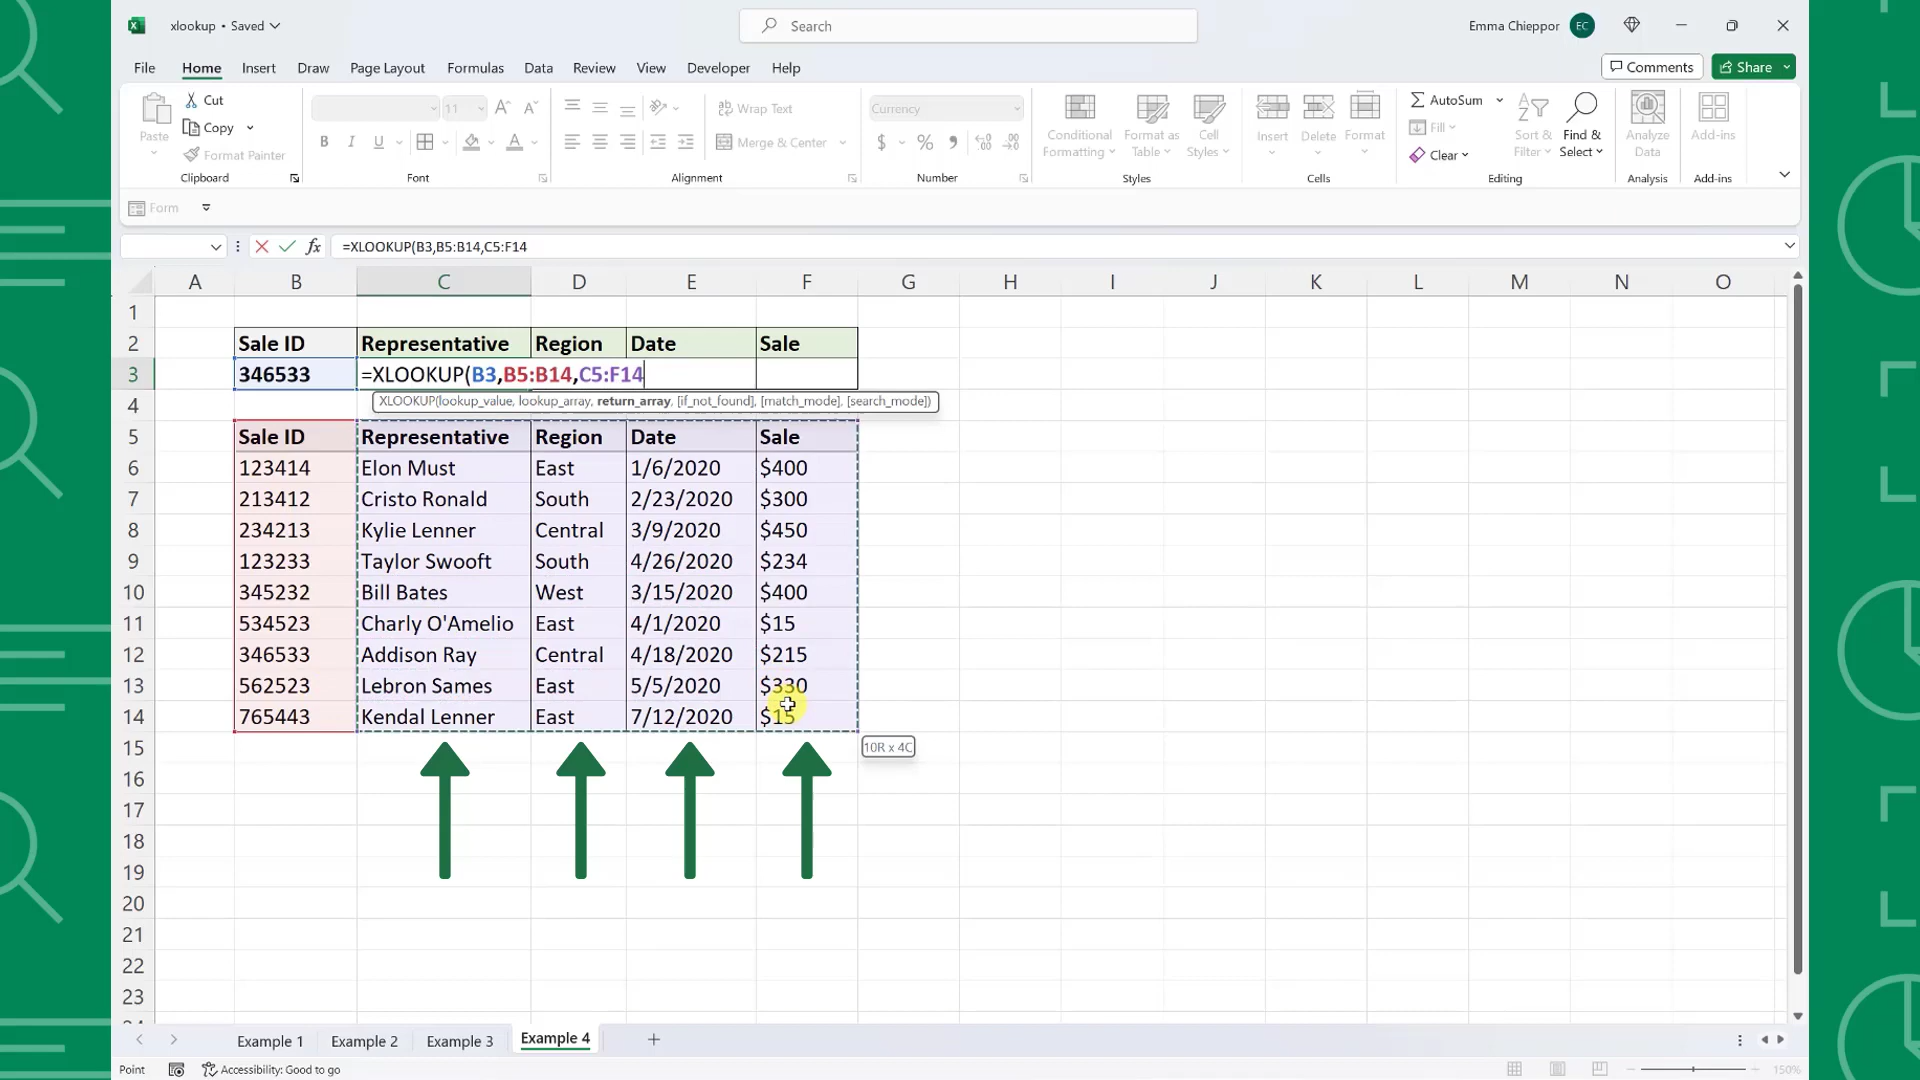 xlookup • Saved
Search
Emma Chieppor
EC
File Home Insert Draw Page Layout Formulas Data Review View Developer Help
Comments
Share
Paste
Cut
Copy
Format Painter
Clipboard
11
B I U
A
Font
Wrap Text
Merge & Center
Alignment
Currency
$ % 9
Number
Conditional Formatting
Format as Table
Cell Styles
Styles
Insert
Delete
Format
Cells
AutoSum
Fill
Clear
Sort & Filter
Find & Select
Editing
Analyze Data
Analysis
Add-ins
Add-ins
Form
fx =XLOOKUP(B3,B5:B14,C5:F14
A B C D E F G H I J K L M N O
1
2 Sale ID Representative Region Date Sale
3 346533 =XLOOKUP(B3,B5:B14,C5:F14
XLOOKUP(lookup_value, lookup_array, return_array, [if_not_found], [match_mode], [search_mode])
4
5 Sale ID Representative Region Date Sale
6 123414 Elon Must East 1/6/2020 $400
7 213412 Cristo Ronald South 2/23/2020 $300
8 234213 Kylie Lenner Central 3/9/2020 $450
9 123233 Taylor Swooft South 4/26/2020 $234
10 345232 Bill Bates West 3/15/2020 $400
11 534523 Charly O'Amelio East 4/1/2020 $15
12 346533 Addison Ray Central 4/18/2020 $215
13 562523 Lebron Sames East 5/5/2020 $330
14 765443 Kendal Lenner East 7/12/2020 $15
15
10R x 4C
16
17
18
19
20
21
22
23
Example 1 Example 2 Example 3 Example 4
Point
Accessibility: Good to go
150%